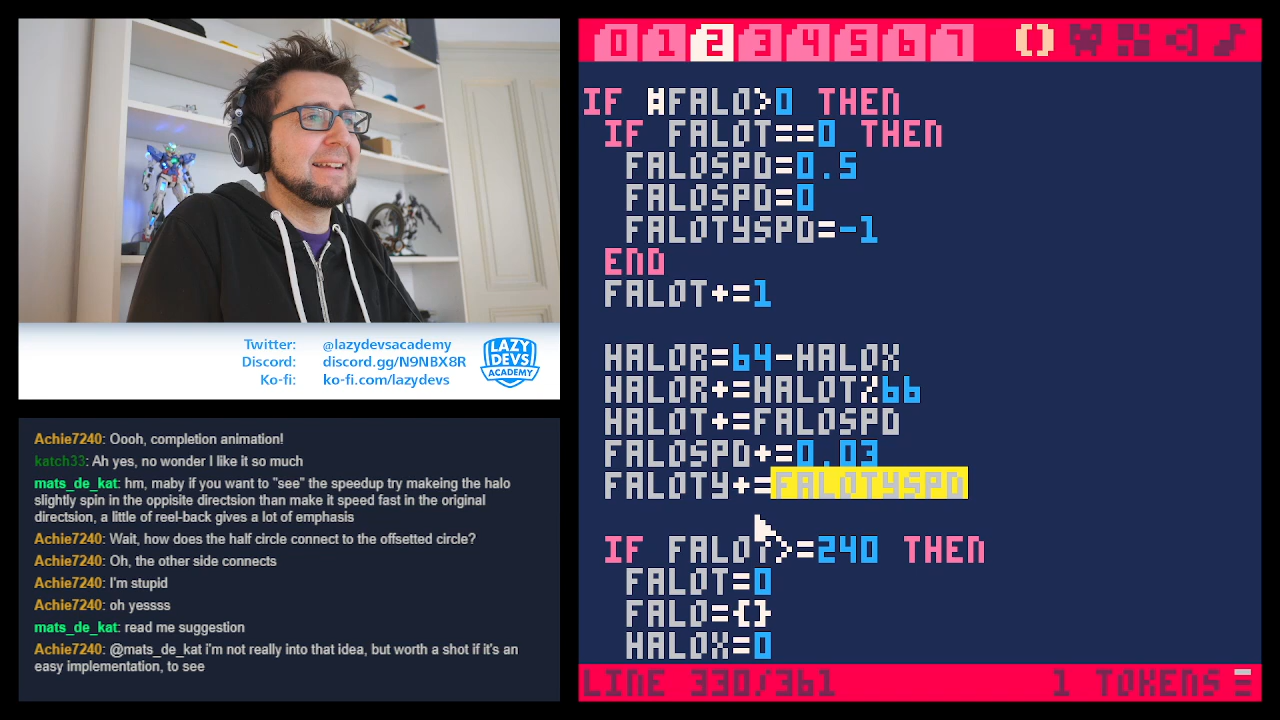 Twitter: @lazydevsacademy
Discord: discord.gg/N9NBX8R
Ko-fi: ko-fi.com/lazydevs
LAZY
DEVS
ACADEMY
Achie7240: Oooh, completion animation!
katch33: Ah yes, no wonder I like it so much
mats_de_kat: hm, maby if you want to "see" the speedup try makeing the halo
slightly spin in the oppisite directsion than make it speed fast in the original
directsion, a little of reel-back gives a lot of emphasis
Achie7240: Wait, how does the half circle connect to the offsetted circle?
Achie7240: Oh, the other side connects
Achie7240: I'm stupid
Achie7240: oh yessss
mats_de_kat: read me suggestion
Achie7240: @mats_de_kat i'm not really into that idea, but worth a shot if it's an
easy implementation, to see
0 1 2 3 4 5 6 7 ()
IF #FALO>0 THEN
IF FALOT==0 THEN
FALOSPD=0.5
FALOSPD=0
FALOTYSPD=-1
END
FALOT+=1
HALOR=64-HALOX
HALOR+=HALOT%66
HALOT+=FALOSPD
FALOSPD+=0.03
FALOTY+=FALOTYSPD
IF FALOT>=240 THEN
FALOT=0
FALO={}
HALOX=0
LINE 330/361
1 TOKENS